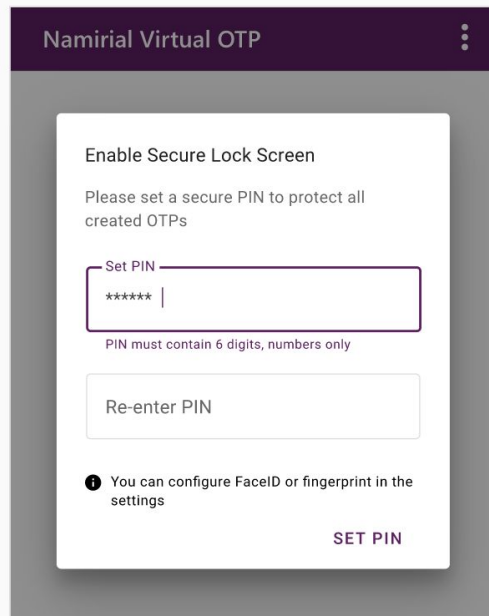 Namirial Virtual OTP
Enable Secure Lock Screen
Please set a secure PIN to protect all
created OTPs
Set PIN
******
PIN must contain 6 digits, numbers only
Re-enter PIN
You can configure FaceID or fingerprint in the
settings
SET PIN